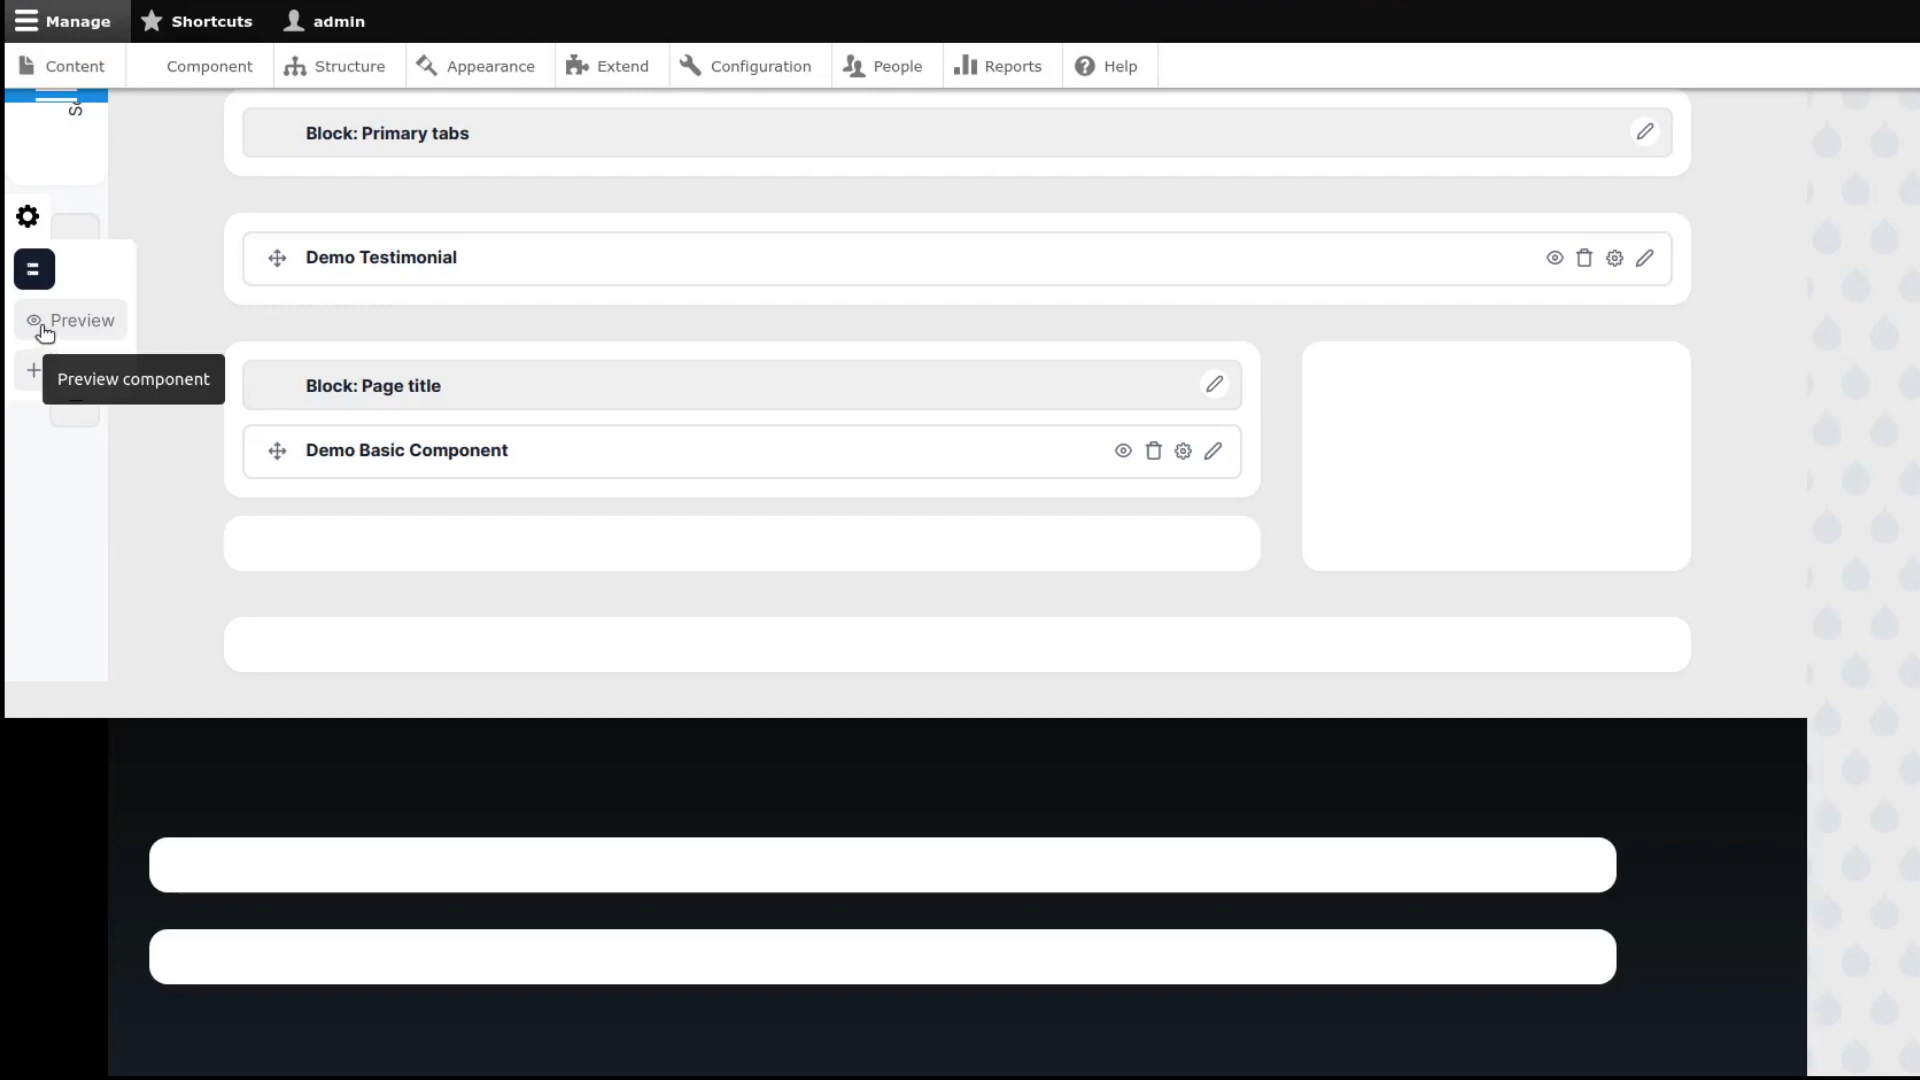 Manage Shortcuts admin
Content Component Structure Appearance Extend Configuration People Reports Help
Block: Primary tabs
Demo Testimonial
Preview
Preview component
Block: Page title
Demo Basic Component